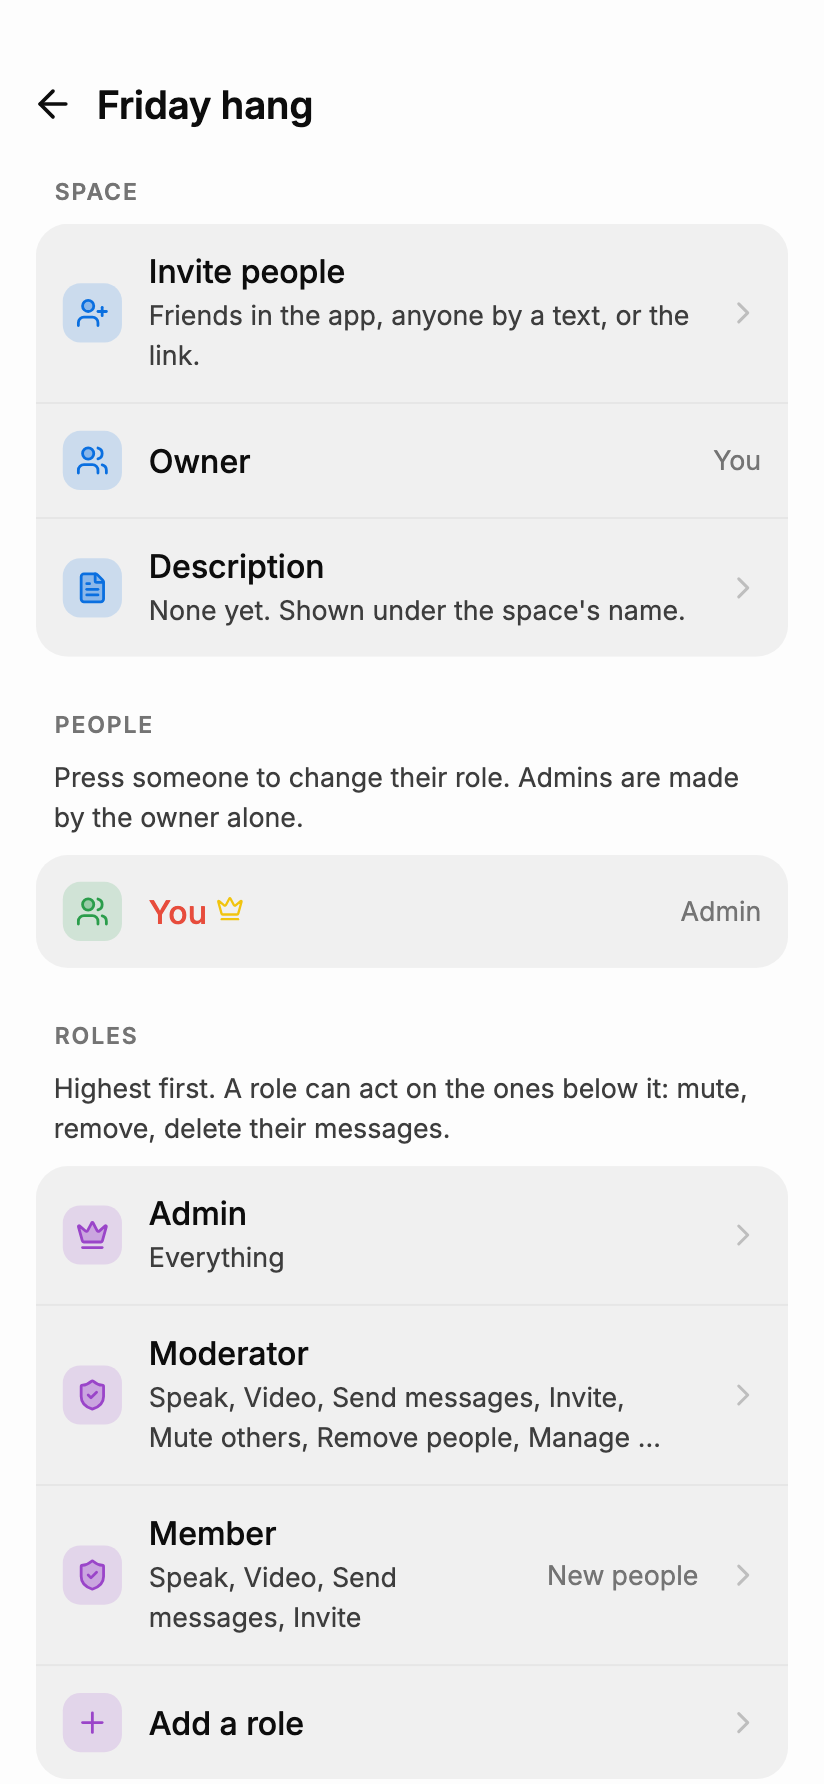 Friday hang
SPACE
Invite people
Friends in the app, anyone by a text, or the
link.
Owner
You
Description
None yet. Shown under the space's name.
PEOPLE
Press someone to change their role. Admins are made
by the owner alone.
You
Admin
ROLES
Highest first. A role can act on the ones below it: mute,
remove, delete their messages.
Admin
Everything
Moderator
Speak, Video, Send messages, Invite,
Mute others, Remove people, Manage ...
Member
Speak, Video, Send
messages, Invite
New people
Add a role